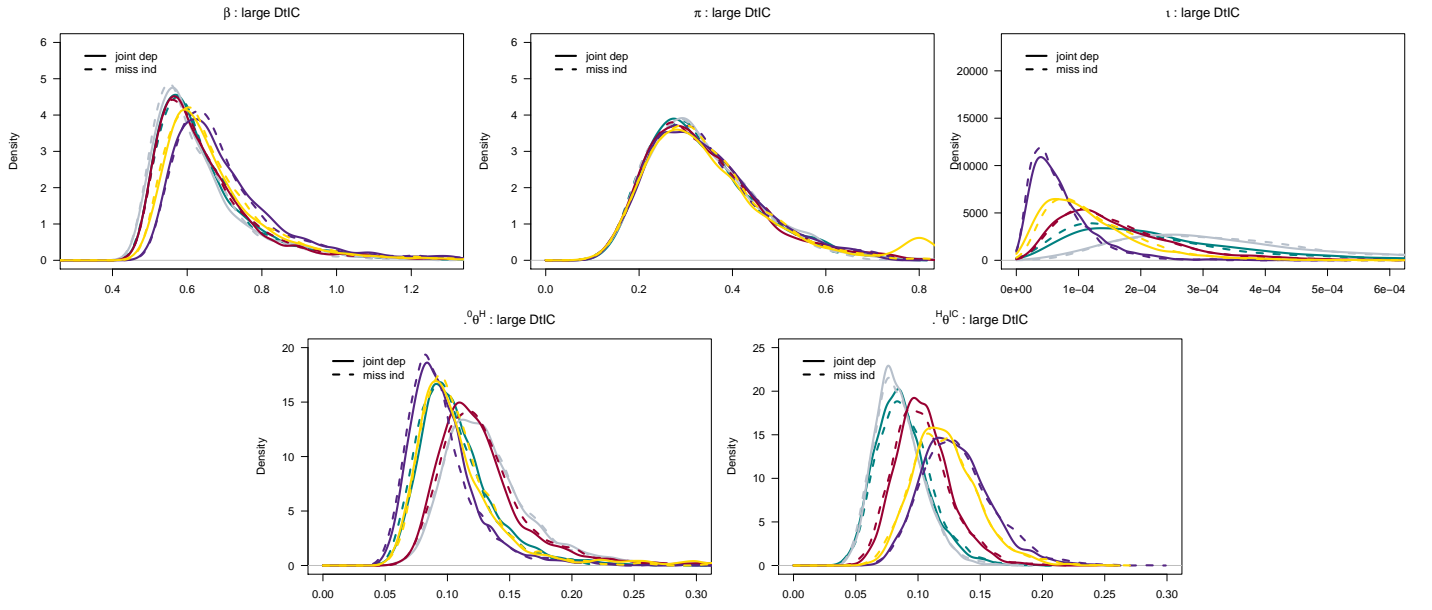 β : large DtIC
π : large DtIC
ι : large DtIC
Density
0
1
2
3
4
5
6
0.4
0.6
0.8
1.0
1.2
joint dep
miss ind
Density
0
1
2
3
4
5
6
0.0
0.2
0.4
0.6
0.8
joint dep
miss ind
Density
0
5000
10000
15000
20000
0e+00
1e−04
2e−04
3e−04
4e−04
5e−04
6e−04
joint dep
miss ind
.⁰θᴴ : large DtIC
.ᴴθᴵᶜ : large DtIC
Density
0
5
10
15
20
0.00
0.05
0.10
0.15
0.20
0.25
0.30
joint dep
miss ind
Density
0
5
10
15
20
25
0.00
0.05
0.10
0.15
0.20
0.25
0.30
joint dep
miss ind